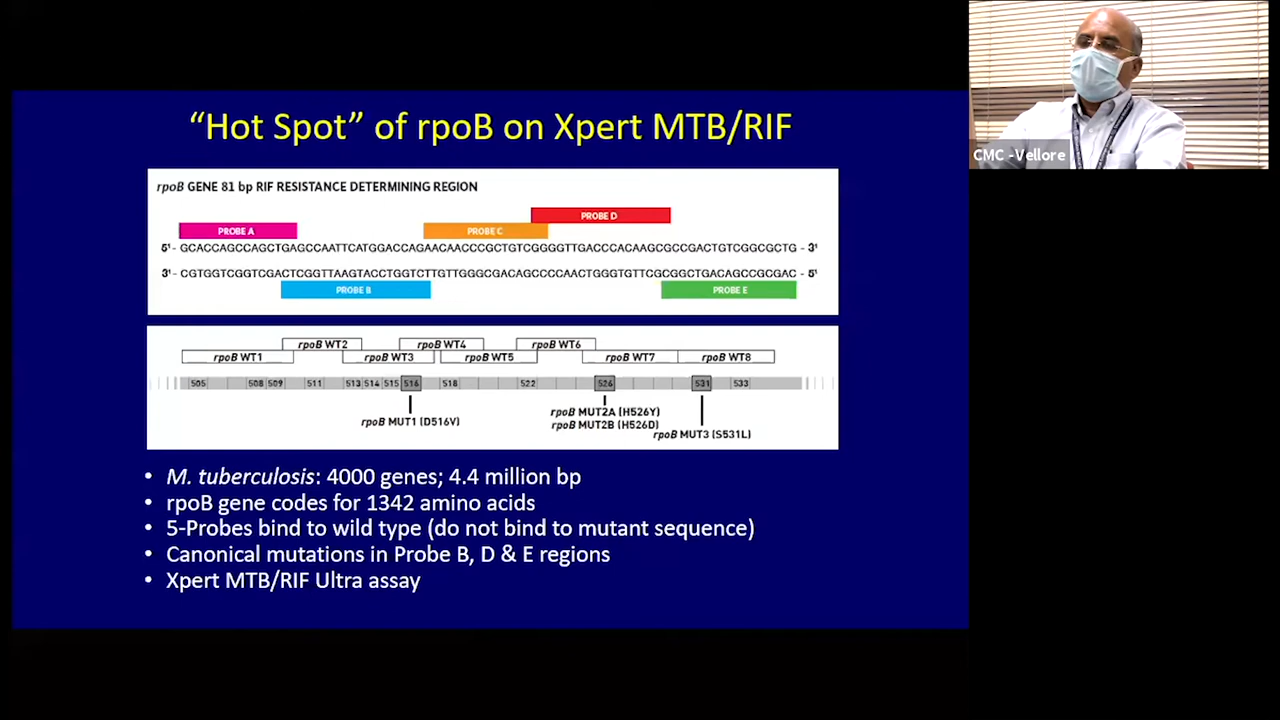 “Hot Spot” of rpoB on Xpert MTB/RIF
CMC -Vellore
rpoB GENE 81 bp RIF RESISTANCE DETERMINING REGION
PROBE D
PROBE A PROBE C
5¹- GCACCAGCCAGCTGAGCCAATTCATGGACCAGAACAACCCGCTGTCGGGGTTGACCCACAAGCGCCGACTGTCGGCGCTG - 3¹
3¹- CGTGGTCGGTCGACTCGGTTAAGTACCTGGTCTTGTTGGGCGACAGCCCCAACTGGGTGTTCGCGGCTGACAGCCGCGAC - 5¹
PROBE B PROBE E
rpoB WT2 rpoB WT4 rpoB WT6
rpoB WT1 rpoB WT3 rpoB WT5 rpoB WT7 rpoB WT8
505 508 509 511 513 514 515 516 518 522 526 531 533
rpoB MUT1 (D516V)
rpoB MUT2A (H526Y)
rpoB MUT2B (H526D)
rpoB MUT3 (S531L)
• M. tuberculosis: 4000 genes; 4.4 million bp
• rpoB gene codes for 1342 amino acids
• 5-Probes bind to wild type (do not bind to mutant sequence)
• Canonical mutations in Probe B, D & E regions
• Xpert MTB/RIF Ultra assay